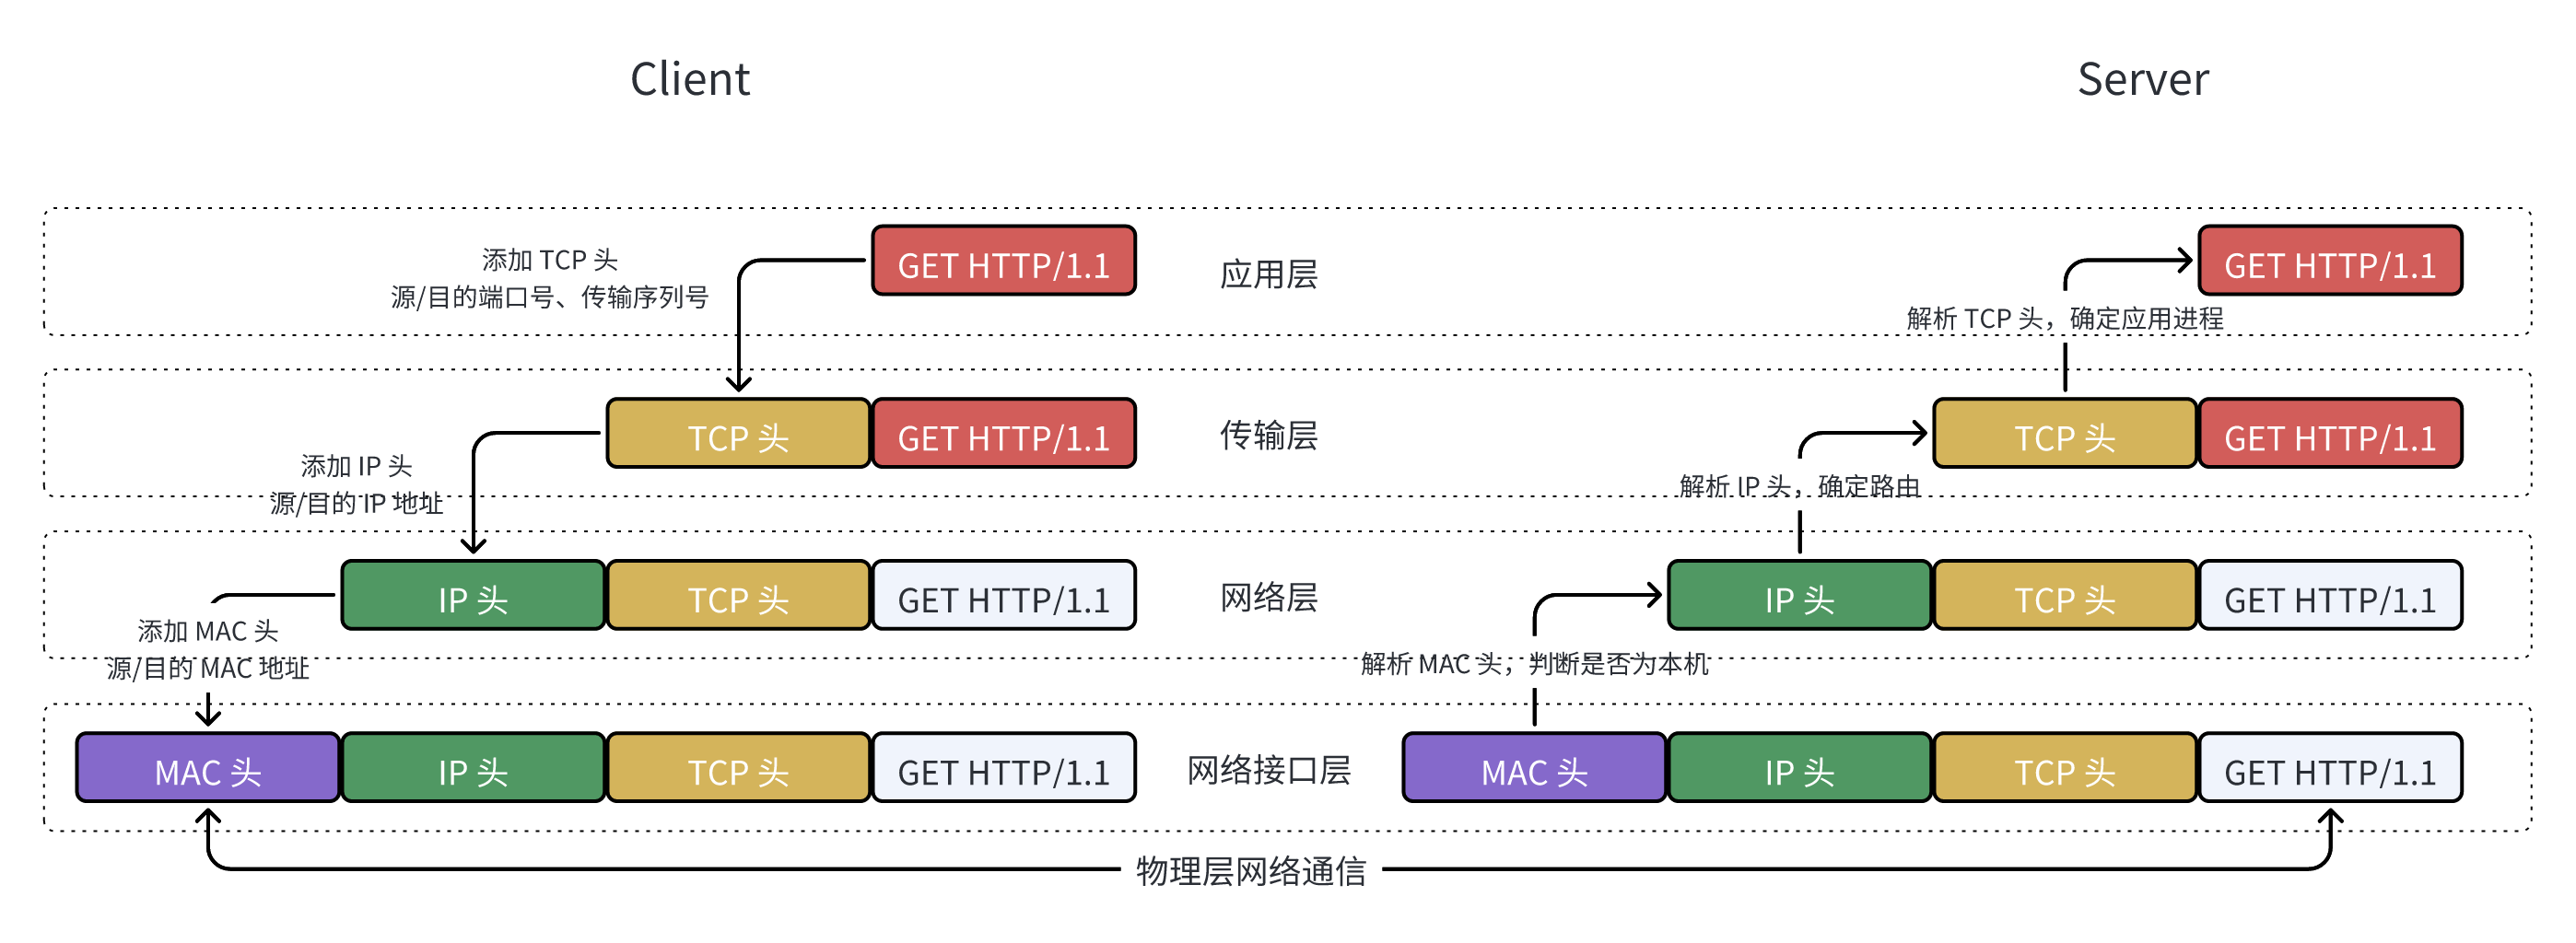 Client
Server
GET HTTP/1.1
添加 TCP 头
源/目的端口号、传输序列号
应用层
GET HTTP/1.1
解析 TCP 头，确定应用进程
TCP 头
GET HTTP/1.1
传输层
TCP 头
GET HTTP/1.1
添加 IP 头
源/目的 IP 地址
解析 IP 头，确定路由
IP 头
TCP 头
GET HTTP/1.1
网络层
IP 头
TCP 头
GET HTTP/1.1
添加 MAC 头
源/目的 MAC 地址
解析 MAC 头，判断是否为本机
MAC 头
IP 头
TCP 头
GET HTTP/1.1
网络接口层
MAC 头
IP 头
TCP 头
GET HTTP/1.1
物理层网络通信